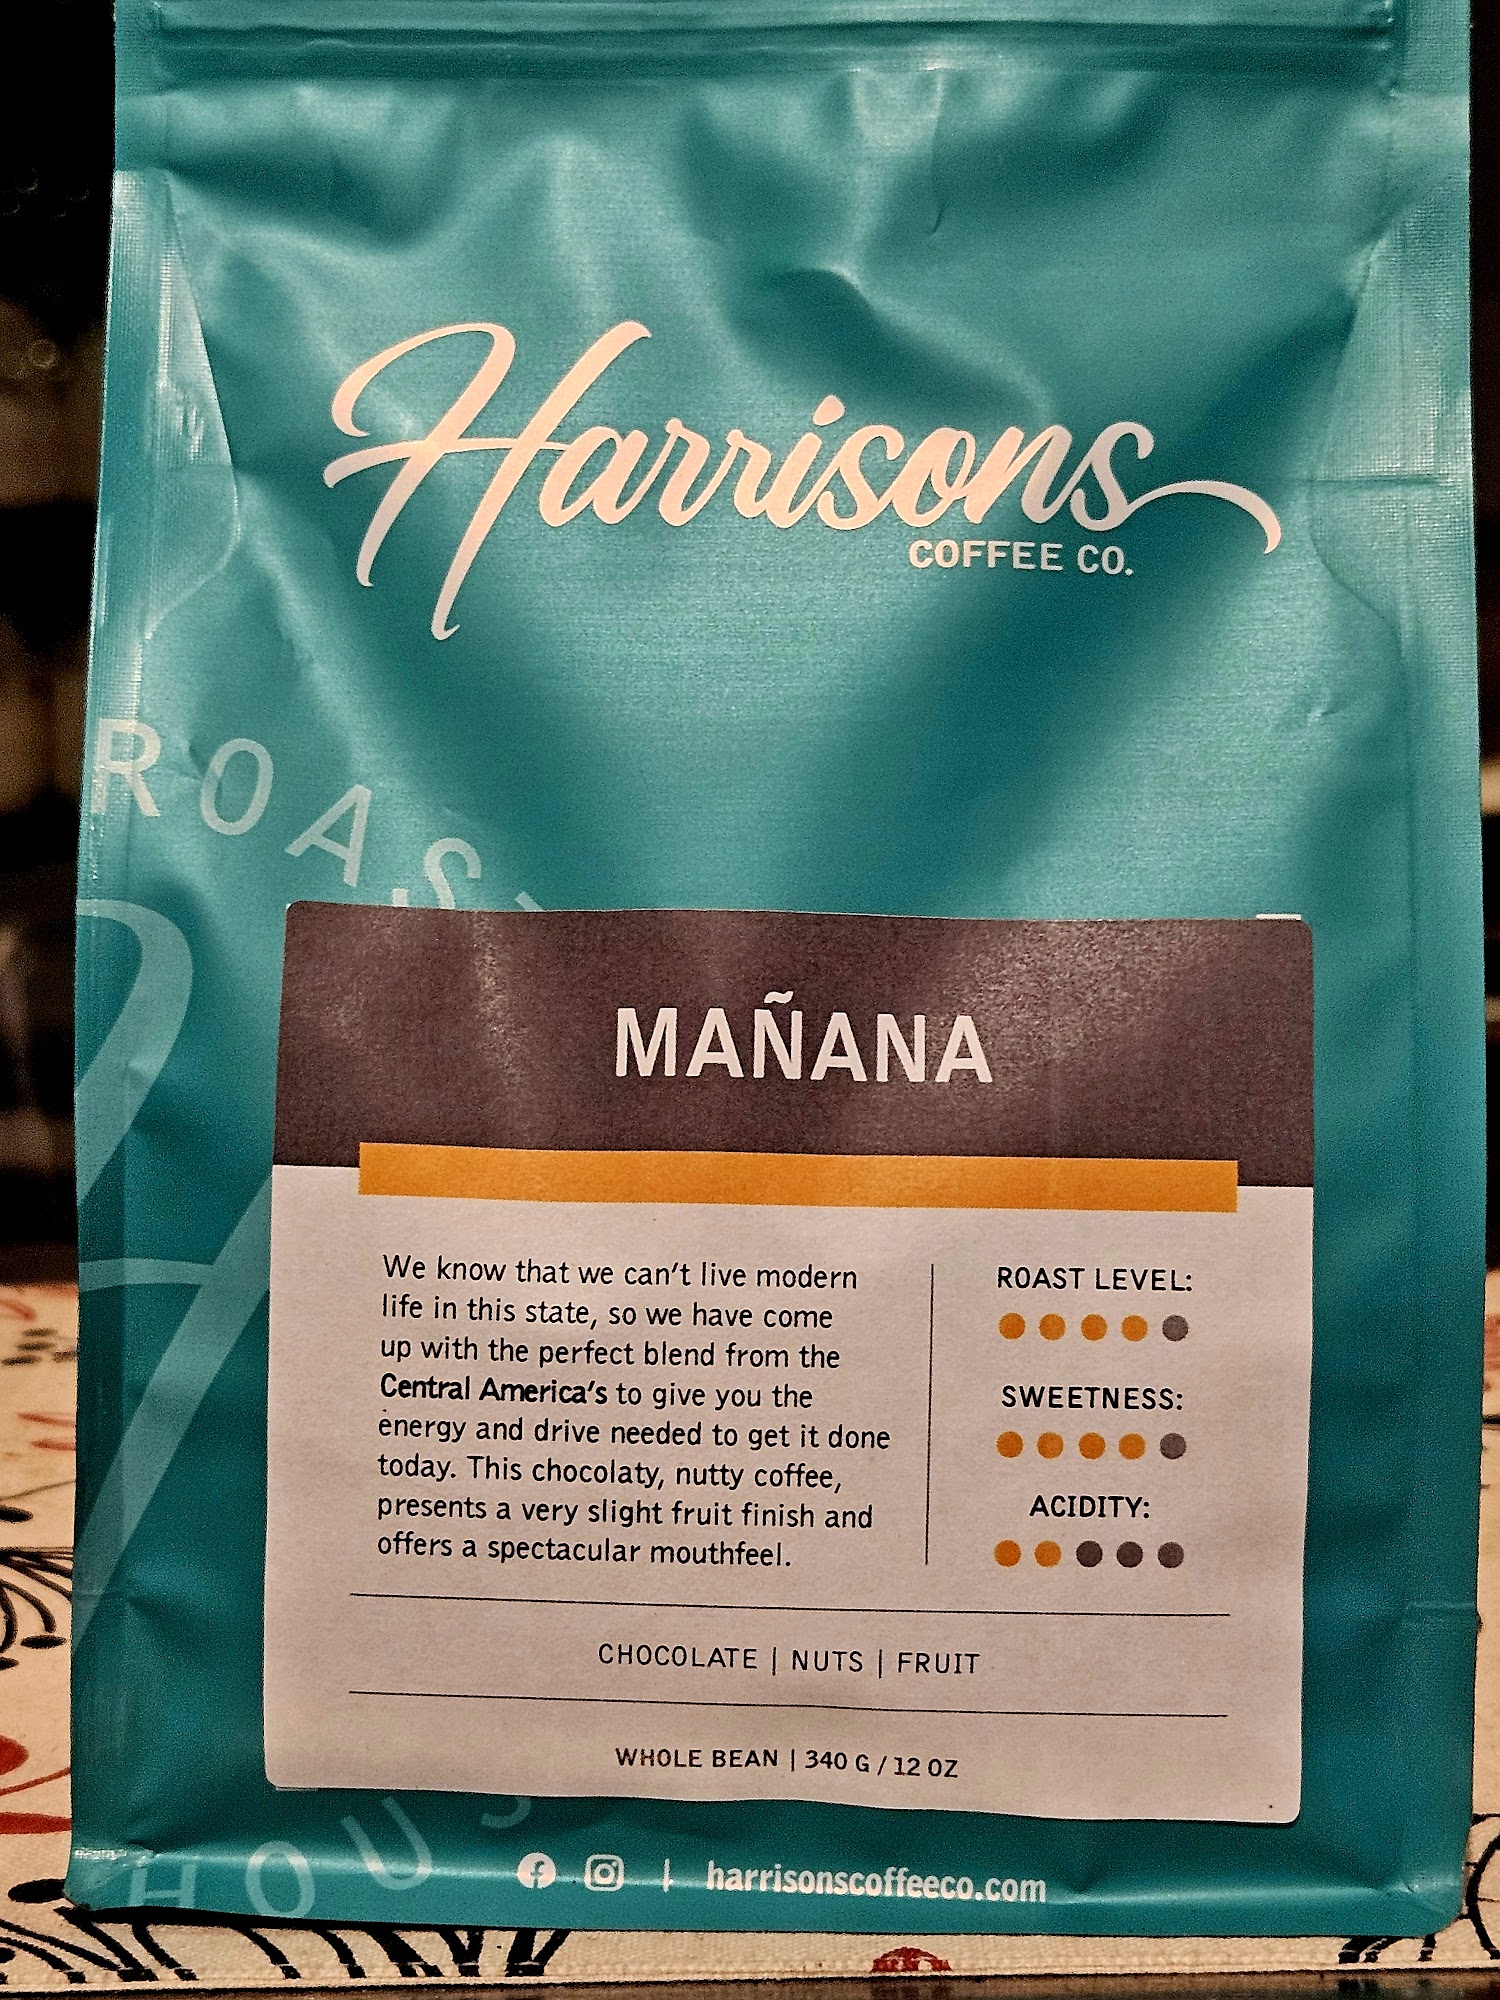 Harrisons
COFFEE CO.
ROAST
MAÑANA
We know that we can't live modern
life in this state, so we have come
up with the perfect blend from the
Central America's to give you the
energy and drive needed to get it done
today. This chocolaty, nutty coffee,
presents a very slight fruit finish and
offers a spectacular mouthfeel.
ROAST LEVEL:
SWEETNESS:
ACIDITY:
CHOCOLATE | NUTS | FRUIT
WHOLE BEAN | 340 G / 12 OZ
HOUS
| harrisonscoffeeco.com